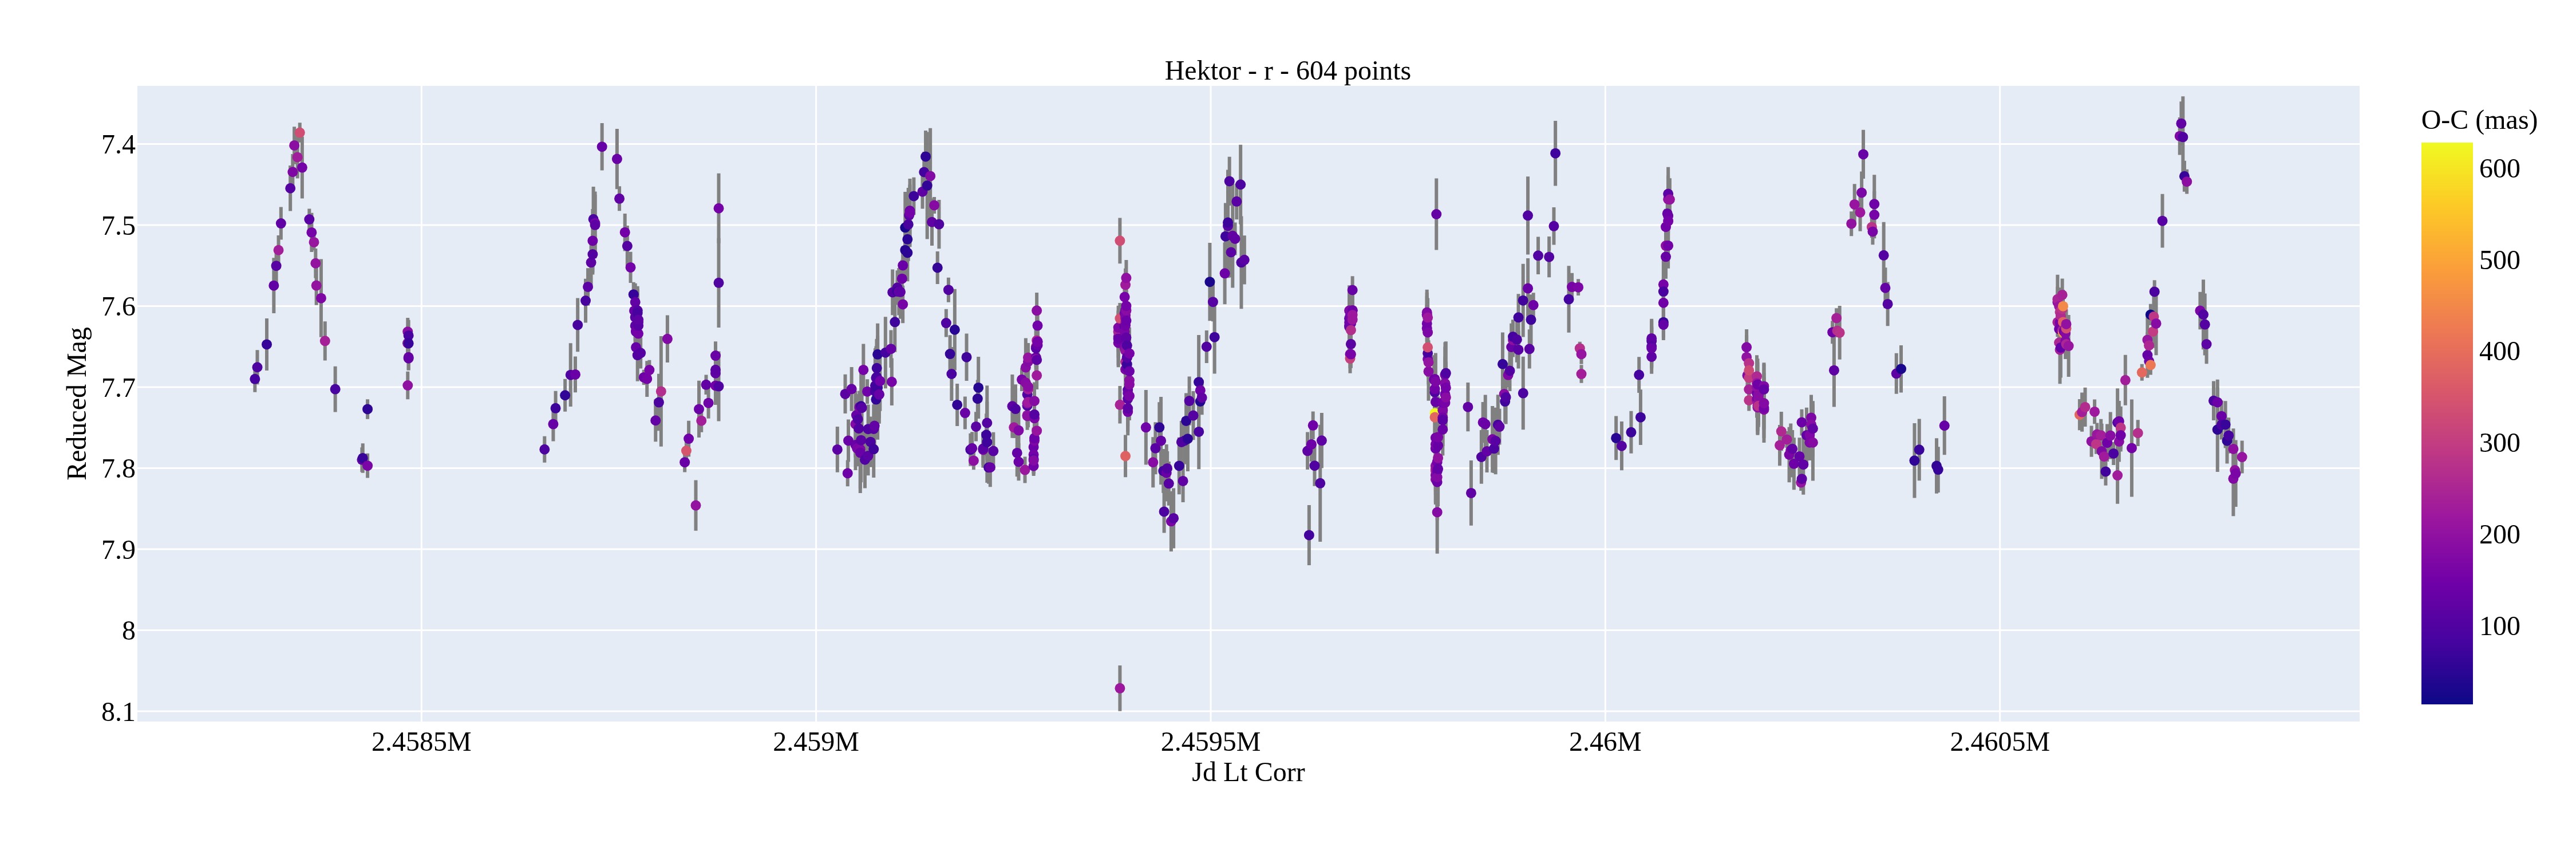 Hektor - r - 604 points
O-C (mas)
7.4
7.5
7.6
7.7
7.8
7.9
8
8.1
Reduced Mag
600
500
400
300
200
100
2.4585M
2.459M
2.4595M
2.46M
2.4605M
Jd Lt Corr